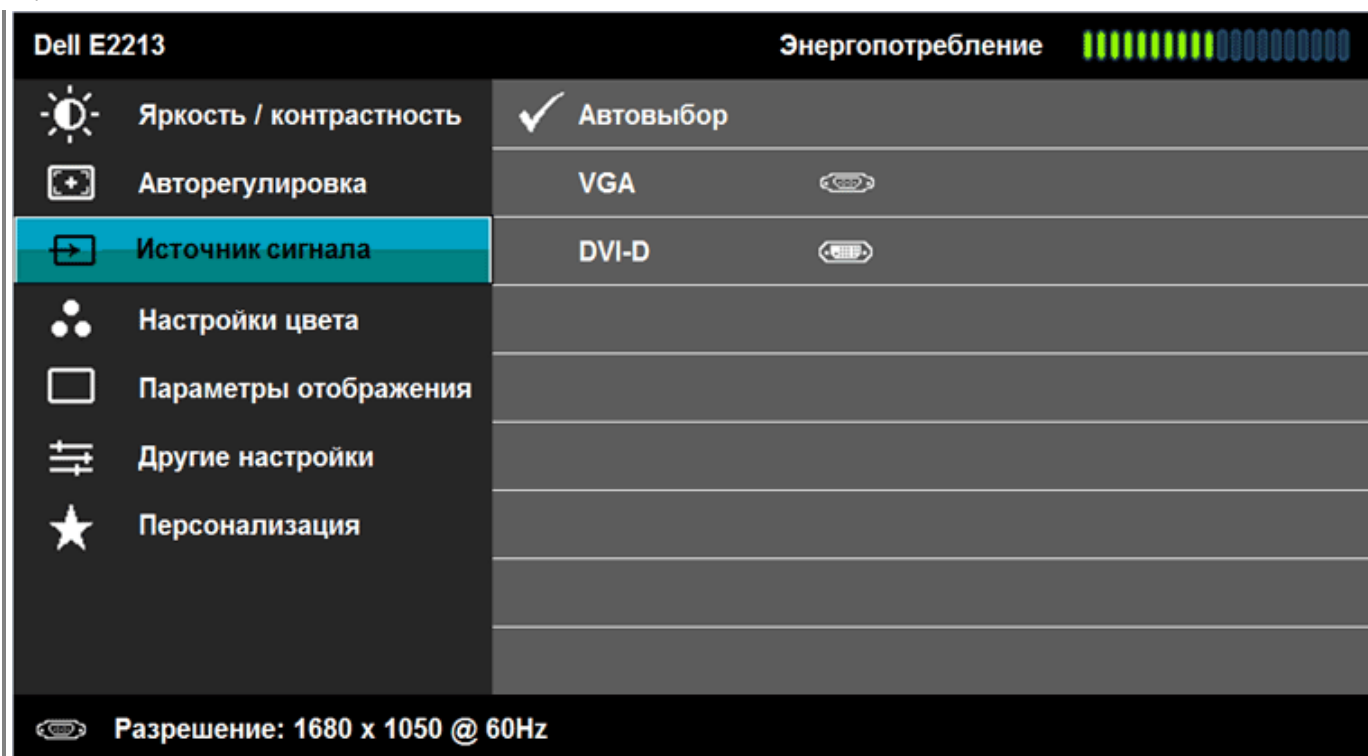 Dell E2213 Энергопотребление
Яркость / контрастность Автовыбор
Авторегулировка VGA
Источник сигнала DVI-D
Настройки цвета
Параметры отображения
Другие настройки
Персонализация
Разрешение: 1680 x 1050 @ 60Hz